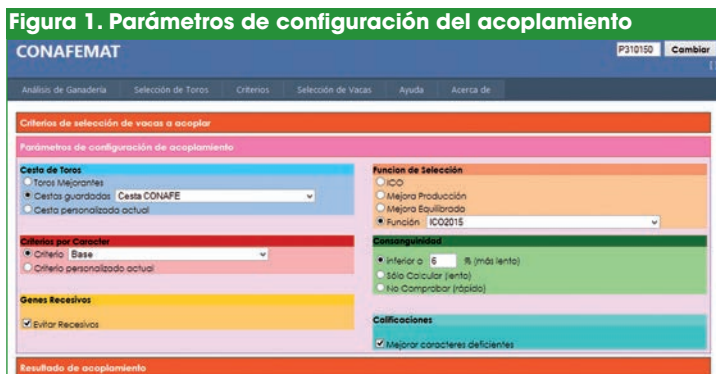 Figura 1. Parámetros de configuración del acoplamiento
CONAFEMAT
P310150 Cambiar
Análisis de Ganadería Selección de Toros Criterios Selección de Vacas Ayuda Acerca de
Criterios de selección de vacas a acoplar
Parámetros de configuración de acoplamiento
Cesta de Toros
Toros Mejorantes
Cestas guardadas Cesta CONAFE
Cesta personalizada actual
Funcion de Selección
ICO
Mejora Producción
Mejora Equilibrada
Función ICO2015
Criterios por Caracter
Criterio Base
Criterio personalizado actual
Consanguinidad
inferior a 6 % (más lento)
Sólo Calcular (lento)
No Comprobar (rápido)
Genes Recesivos
Evitar Recesivos
Calificaciones
Mejorar caracteres deficientes
Resultado de acoplamiento